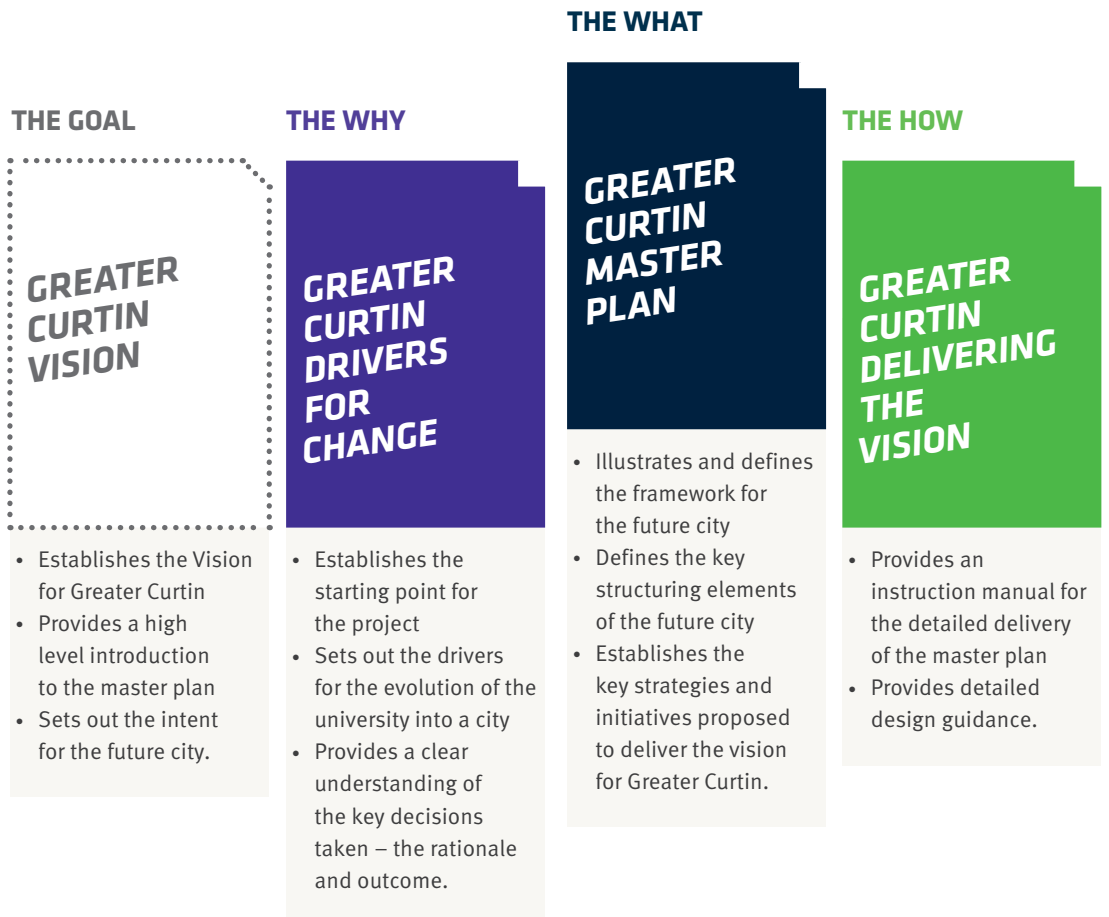 THE GOAL
GREATER
CURTIN
VISION
• Establishes the Vision
for Greater Curtin
• Provides a high
level introduction
to the master plan
• Sets out the intent
for the future city.
THE WHY
GREATER
CURTIN
DRIVERS
FOR
CHANGE
• Establishes the
starting point for
the project
• Sets out the drivers
for the evolution of the
university into a city
• Provides a clear
understanding of
the key decisions
taken – the rationale
and outcome.
THE WHAT
GREATER
CURTIN
MASTER
PLAN
• Illustrates and defines
the framework for
the future city
• Defines the key
structuring elements
of the future city
• Establishes the
key strategies and
initiatives proposed
to deliver the vision
for Greater Curtin.
THE HOW
GREATER
CURTIN
DELIVERING
THE
VISION
• Provides an
instruction manual for
the detailed delivery
of the master plan
• Provides detailed
design guidance.